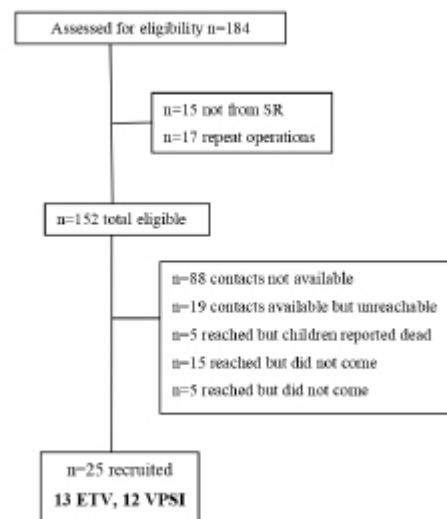 Assessed for eligibility n=184
n=15 not from SR
n=17 repeat operations
n=152 total eligible
n=88 contacts not available
n=19 contacts available but unreachable
n=5 reached but children reported dead
n=15 reached but did not come
n=5 reached but did not come
n=25 recruited
13 ETV, 12 VPSI